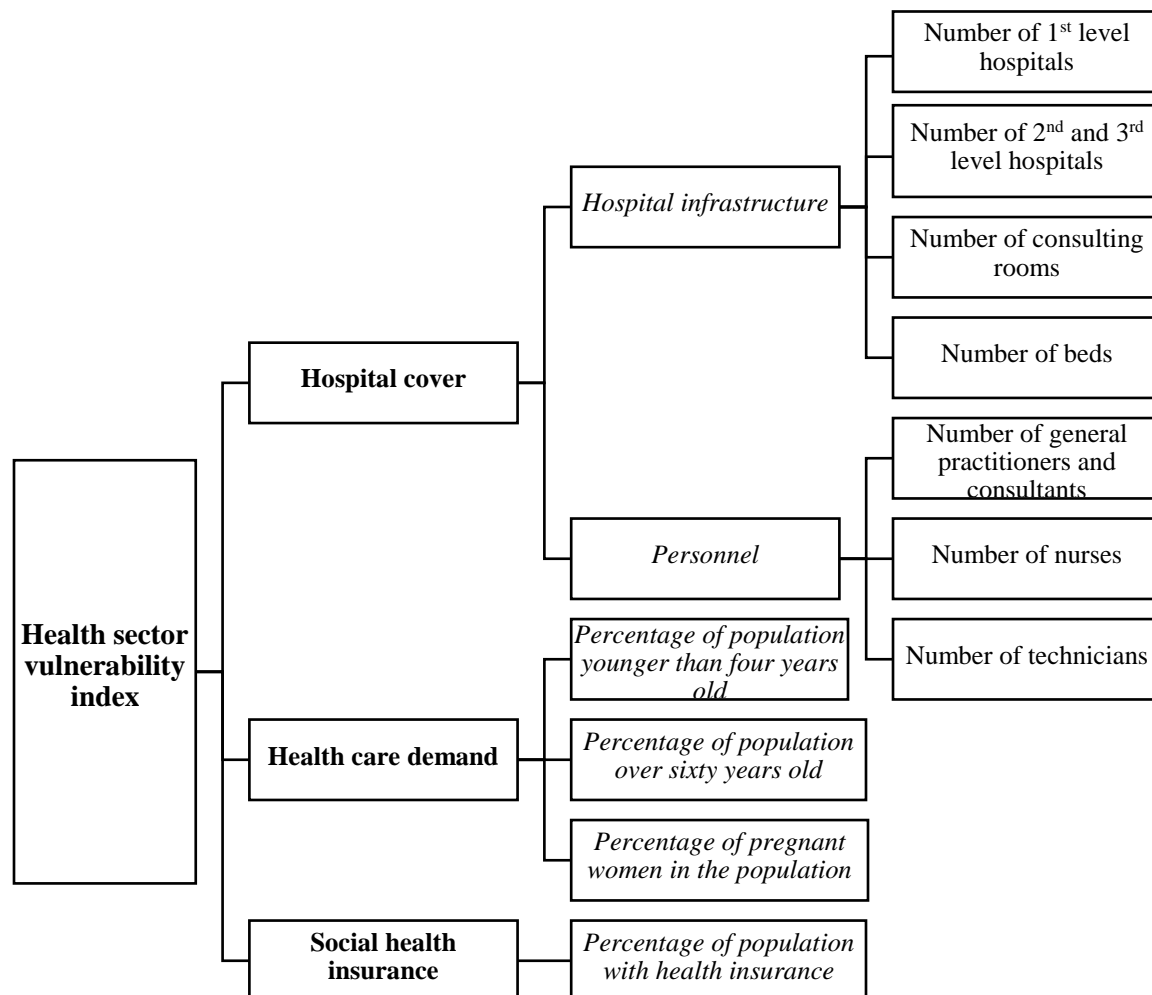 Health sector
vulnerability
index
Hospital cover
Hospital infrastructure
Number of 1st level
hospitals
Number of 2nd and 3rd
level hospitals
Number of consulting
rooms
Number of beds
Personnel
Number of general
practitioners and
consultants
Number of nurses
Number of technicians
Health care demand
Percentage of population
younger than four years
old
Percentage of population
over sixty years old
Percentage of pregnant
women in the population
Social health
insurance
Percentage of population
with health insurance